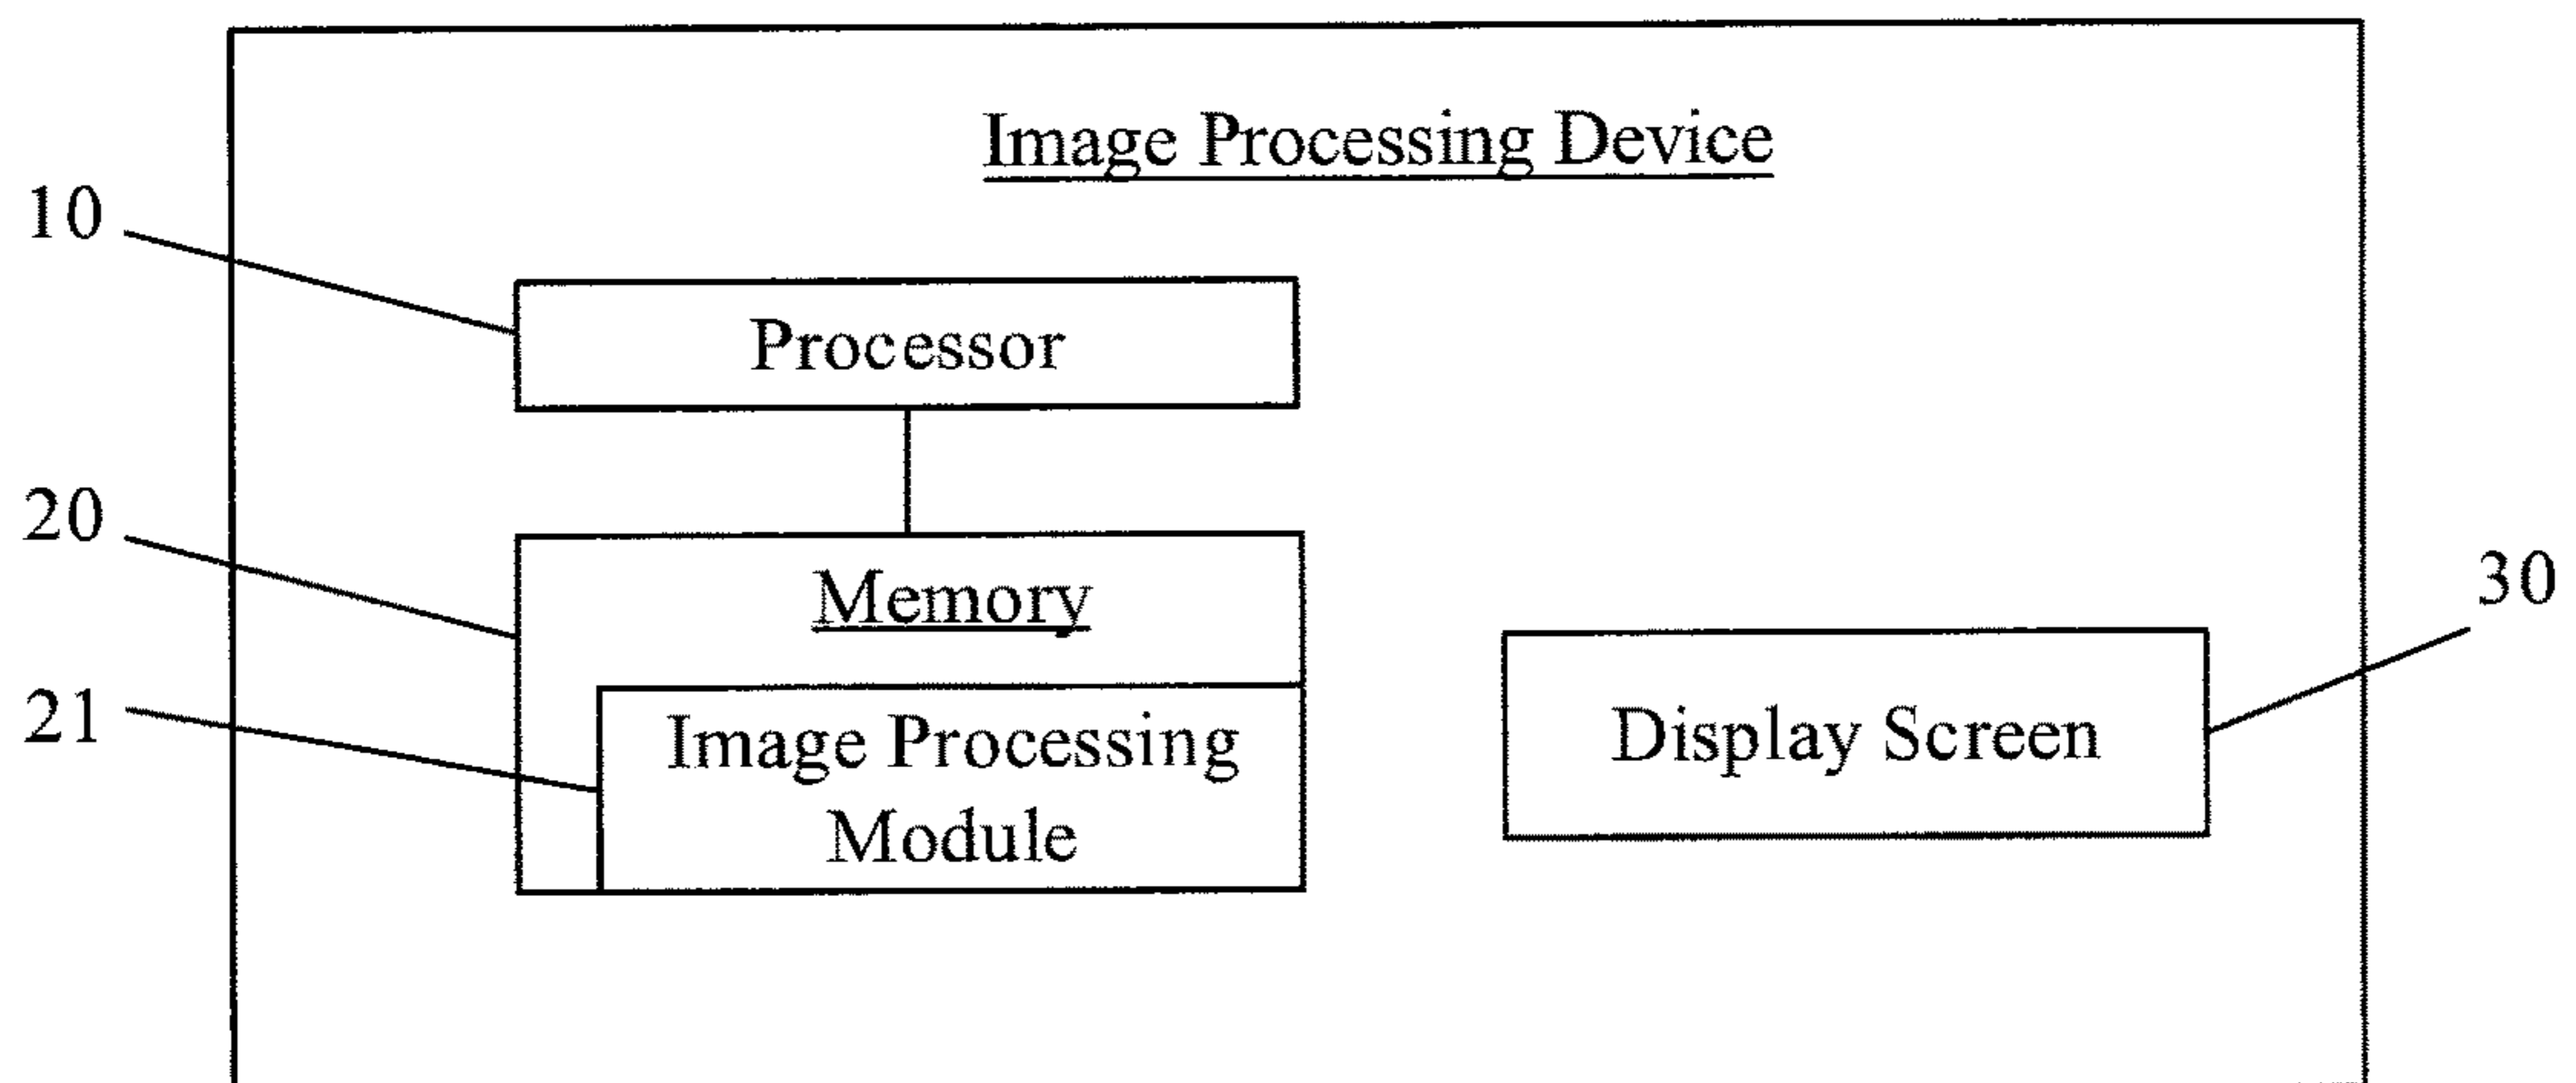 Image Processing Device
10
Processor
20
Memory
30
21
Image Processing
Module
Display Screen